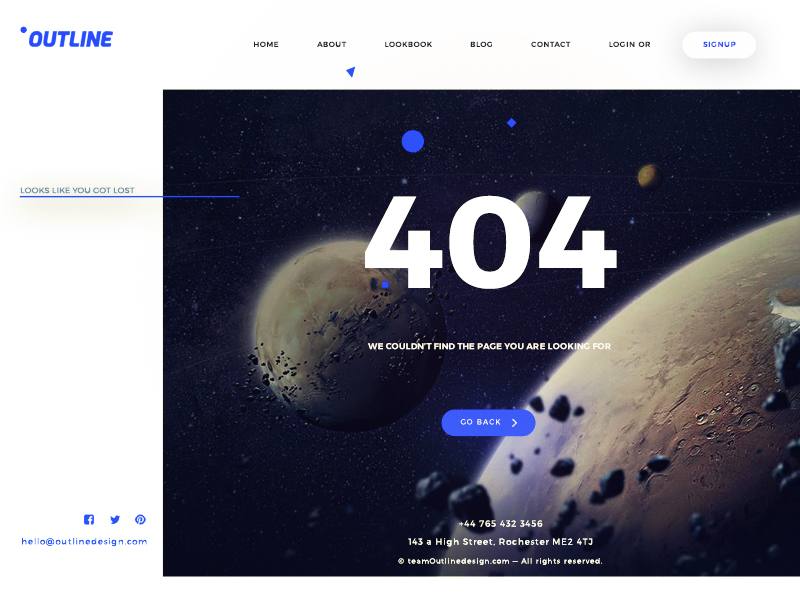 OUTLINE
HOME
ABOUT
LOOKBOOK
BLOG
CONTACT
LOGIN OR
SIGNUP
LOOKS LIKE YOU GOT LOST
404
WE COULDN'T FIND THE PAGE YOU ARE LOOKING FOR
GO BACK
hello@outlinedesign.com
+44 765 432 3456
143 a High Street, Rochester ME2 4TJ
© teamOutlinedesign.com — All rights reserved.